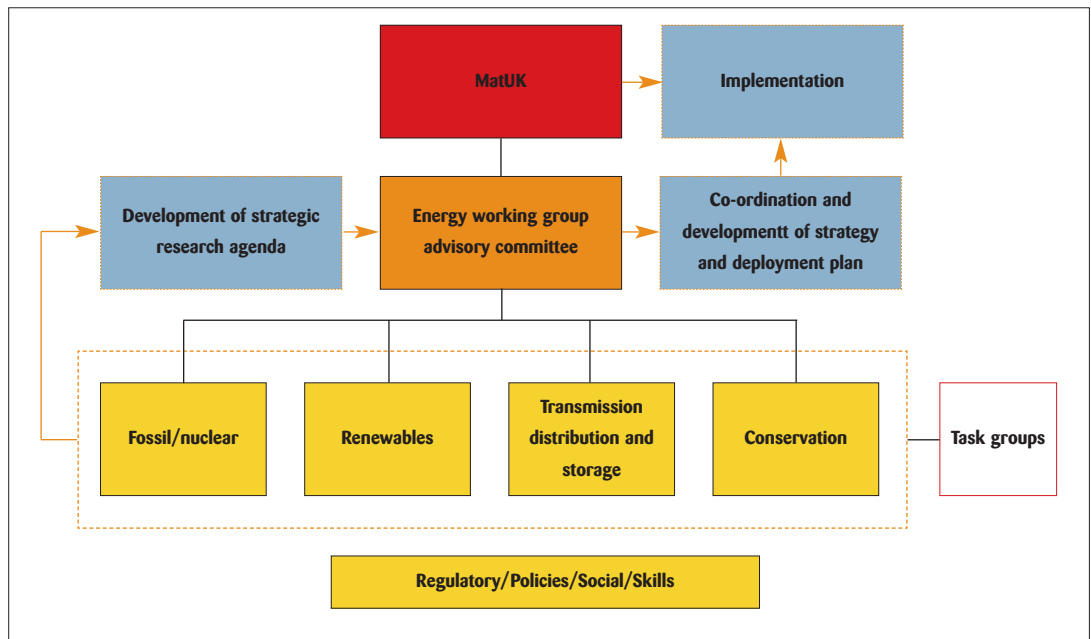 MatUK
Implementation
Development of strategic
research agenda
Energy working group
advisory committee
Co-ordination and
developmentt of strategy
and deployment plan
Fossil/nuclear
Renewables
Transmission
distribution and
storage
Conservation
Task groups
Regulatory/Policies/Social/Skills